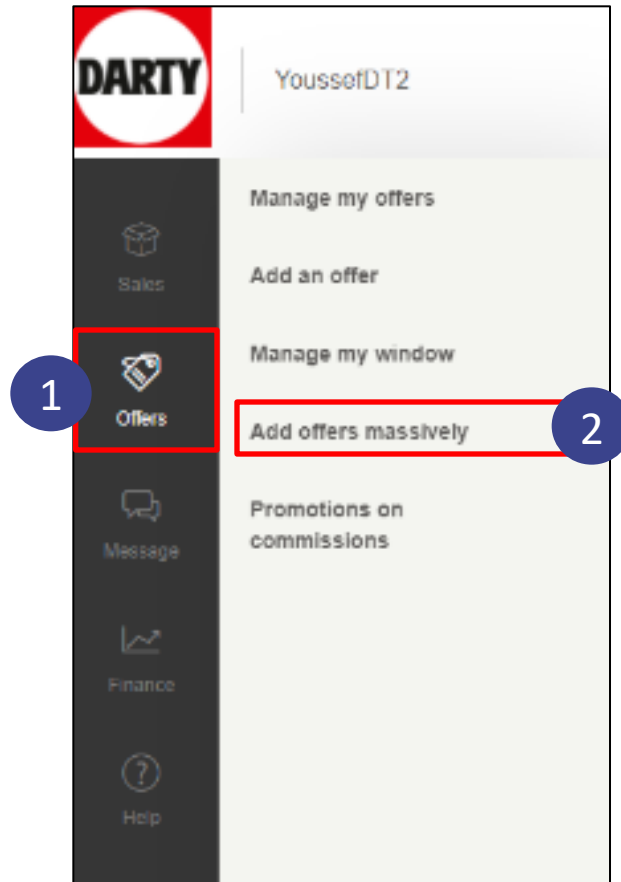 DARTY
YoussefDT2
Sales
1
Offers
Message
Finance
Help
Manage my offers
Add an offer
Manage my window
Add offers massively
2
Promotions on
commissions